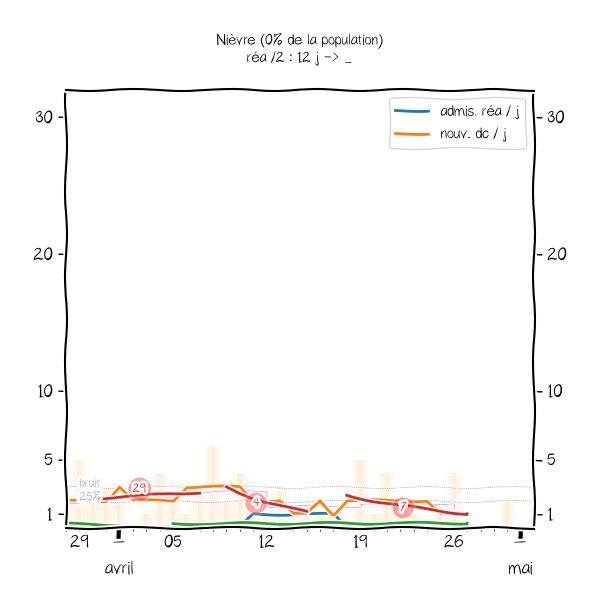 Nièvre (0% de la population)
réa /2 : 12 j -> _
admis. réa / j
nouv. dc / j
30
30
20
20
10
10
5
5
bruit
25%
29
4
7
1
1
29
05
12
19
26
avril
mai